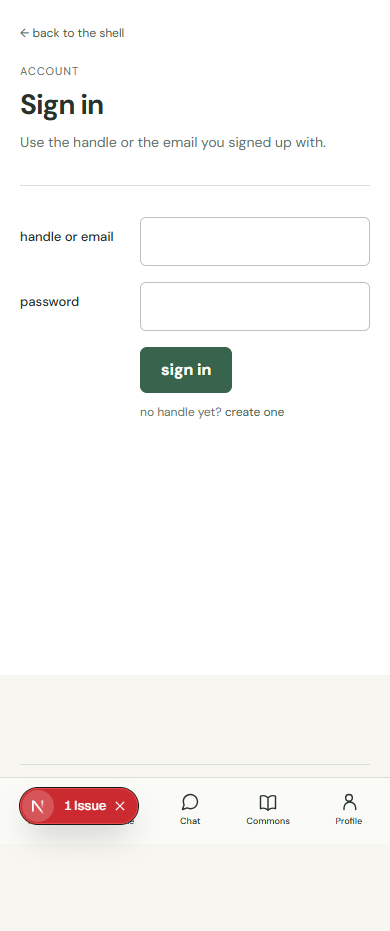 ← back to the shell
ACCOUNT
Sign in
Use the handle or the email you signed up with.
handle or email
password
sign in
no handle yet? create one
N 1 Issue ×
Chat
Commons
Profile